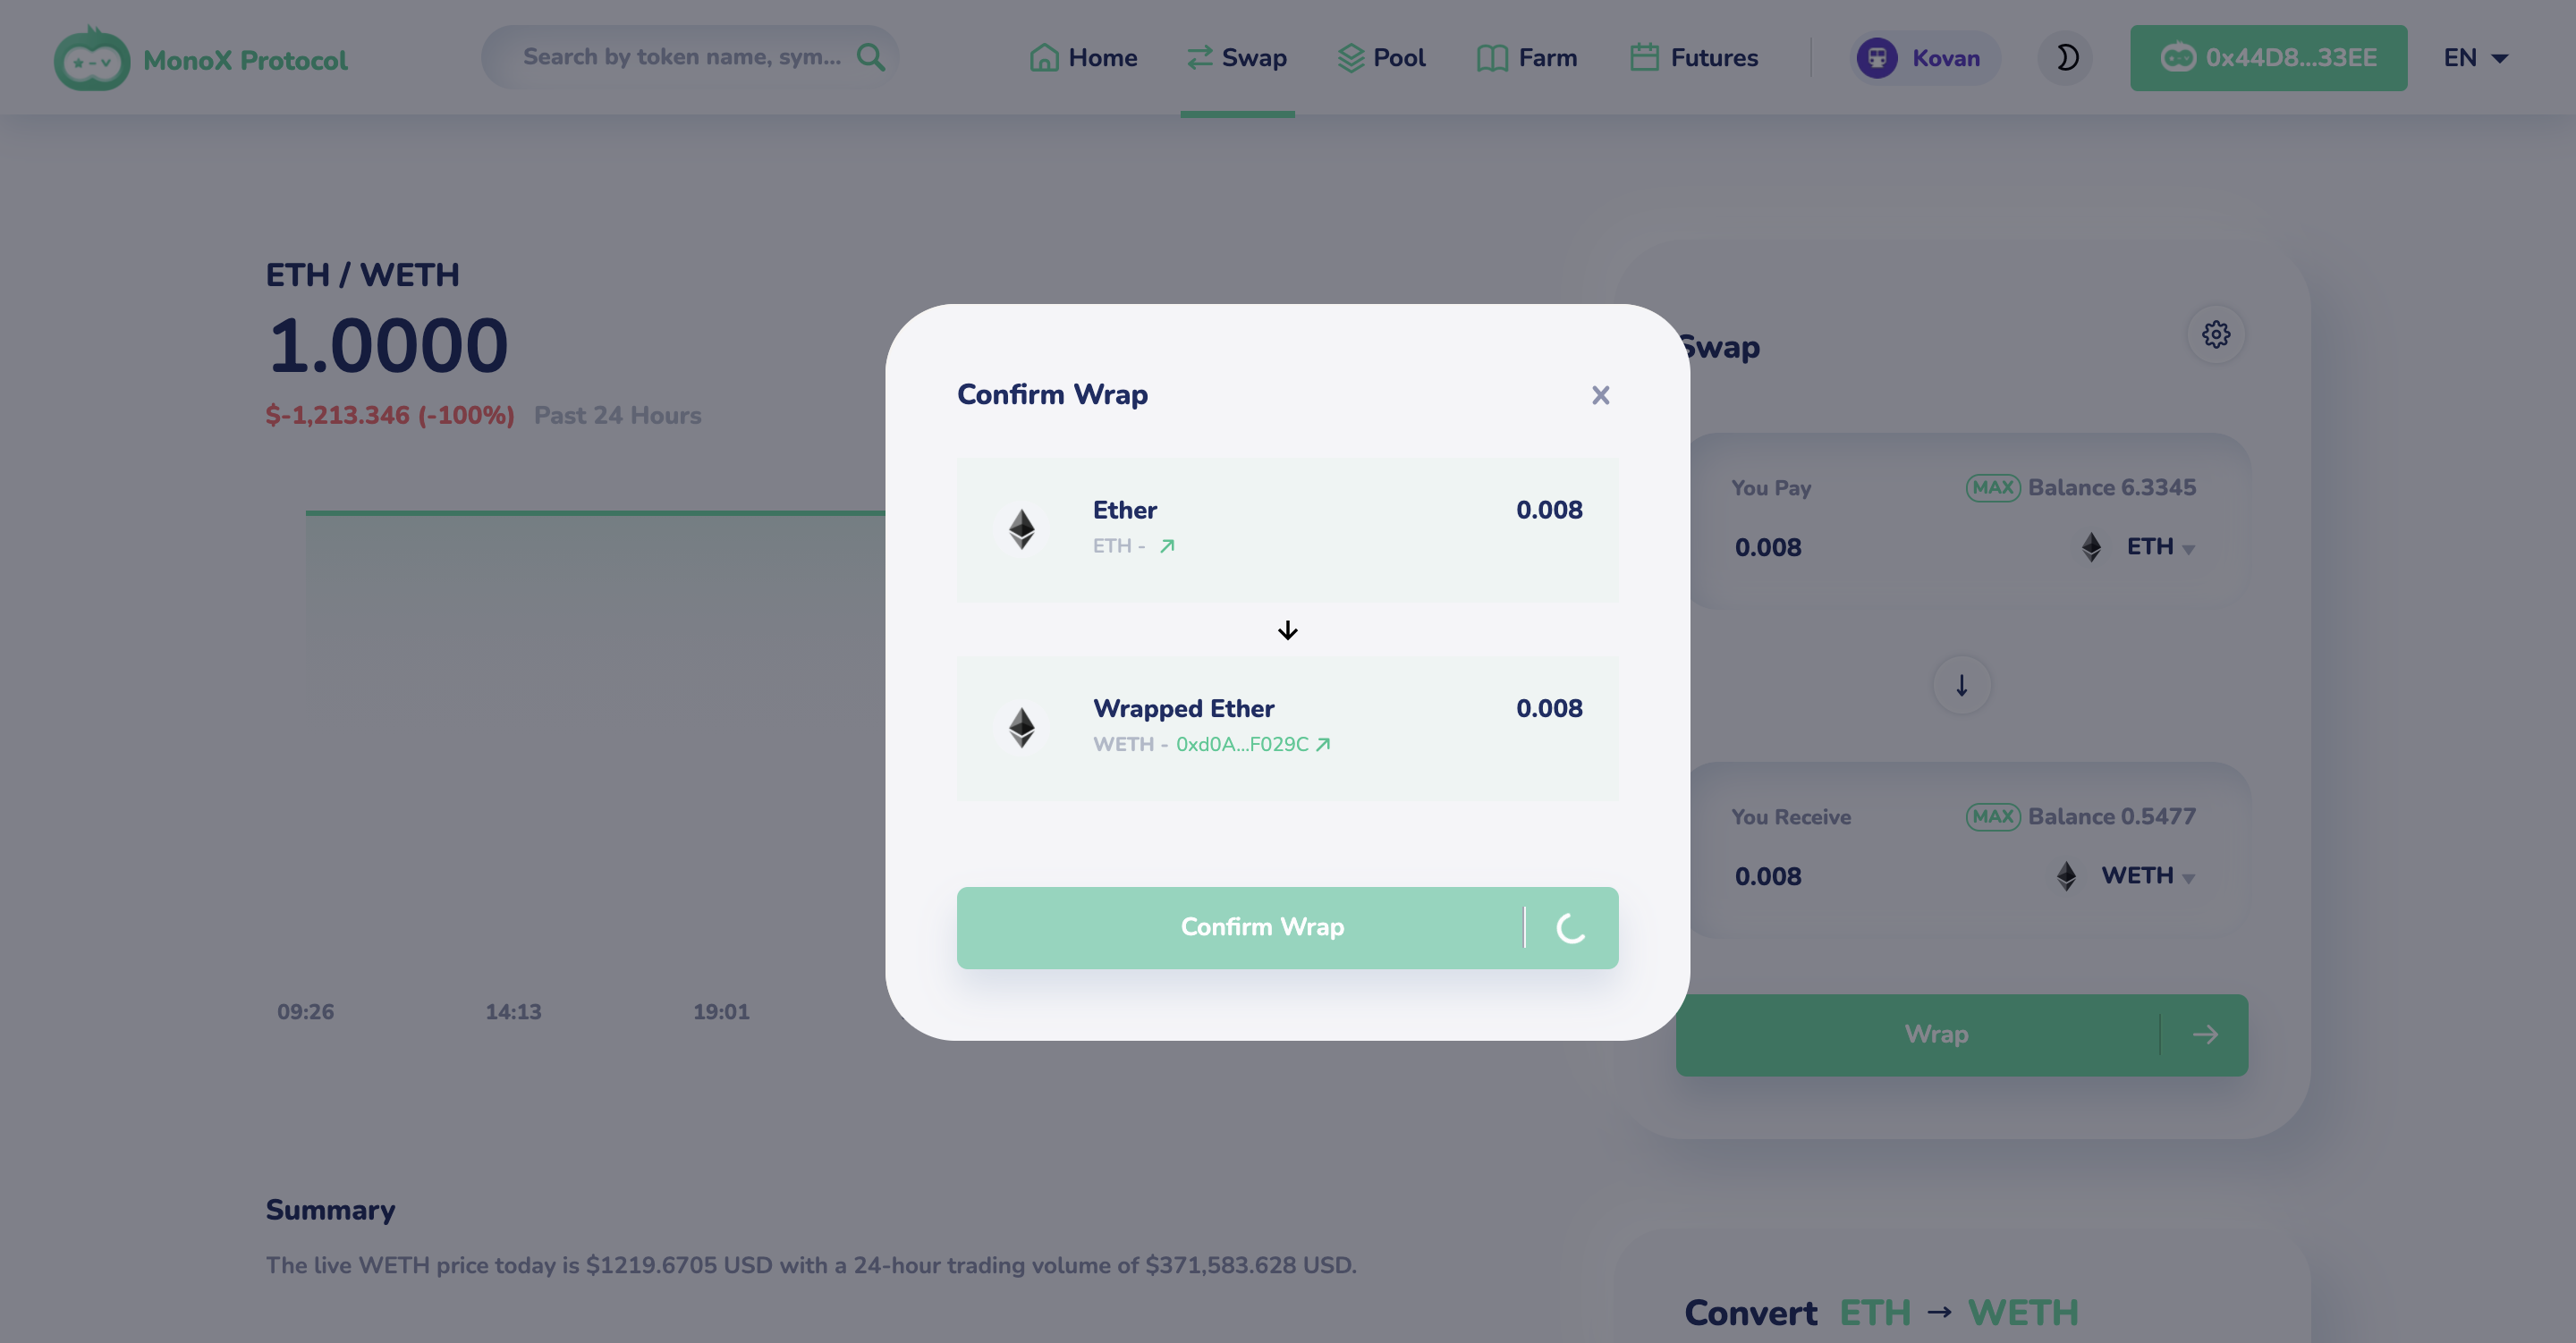 MonoX Protocol
Search by token name, sym...
Home
Swap
Pool
Farm
Futures
Kovan
0x44D8...33EE
EN
ETH / WETH
1.0000
$-1,213.346 (-100%) Past 24 Hours
09:26 14:13 19:01
Summary
The live WETH price today is $1219.6705 USD with a 24-hour trading volume of $371,583.628 USD.
Confirm Wrap
Ether 0.008
ETH -
Wrapped Ether 0.008
WETH - 0xd0A...F029C
Confirm Wrap
Swap
You Pay MAX Balance 6.3345
0.008 ETH
You Receive MAX Balance 0.5477
0.008 WETH
Wrap
Convert ETH → WETH